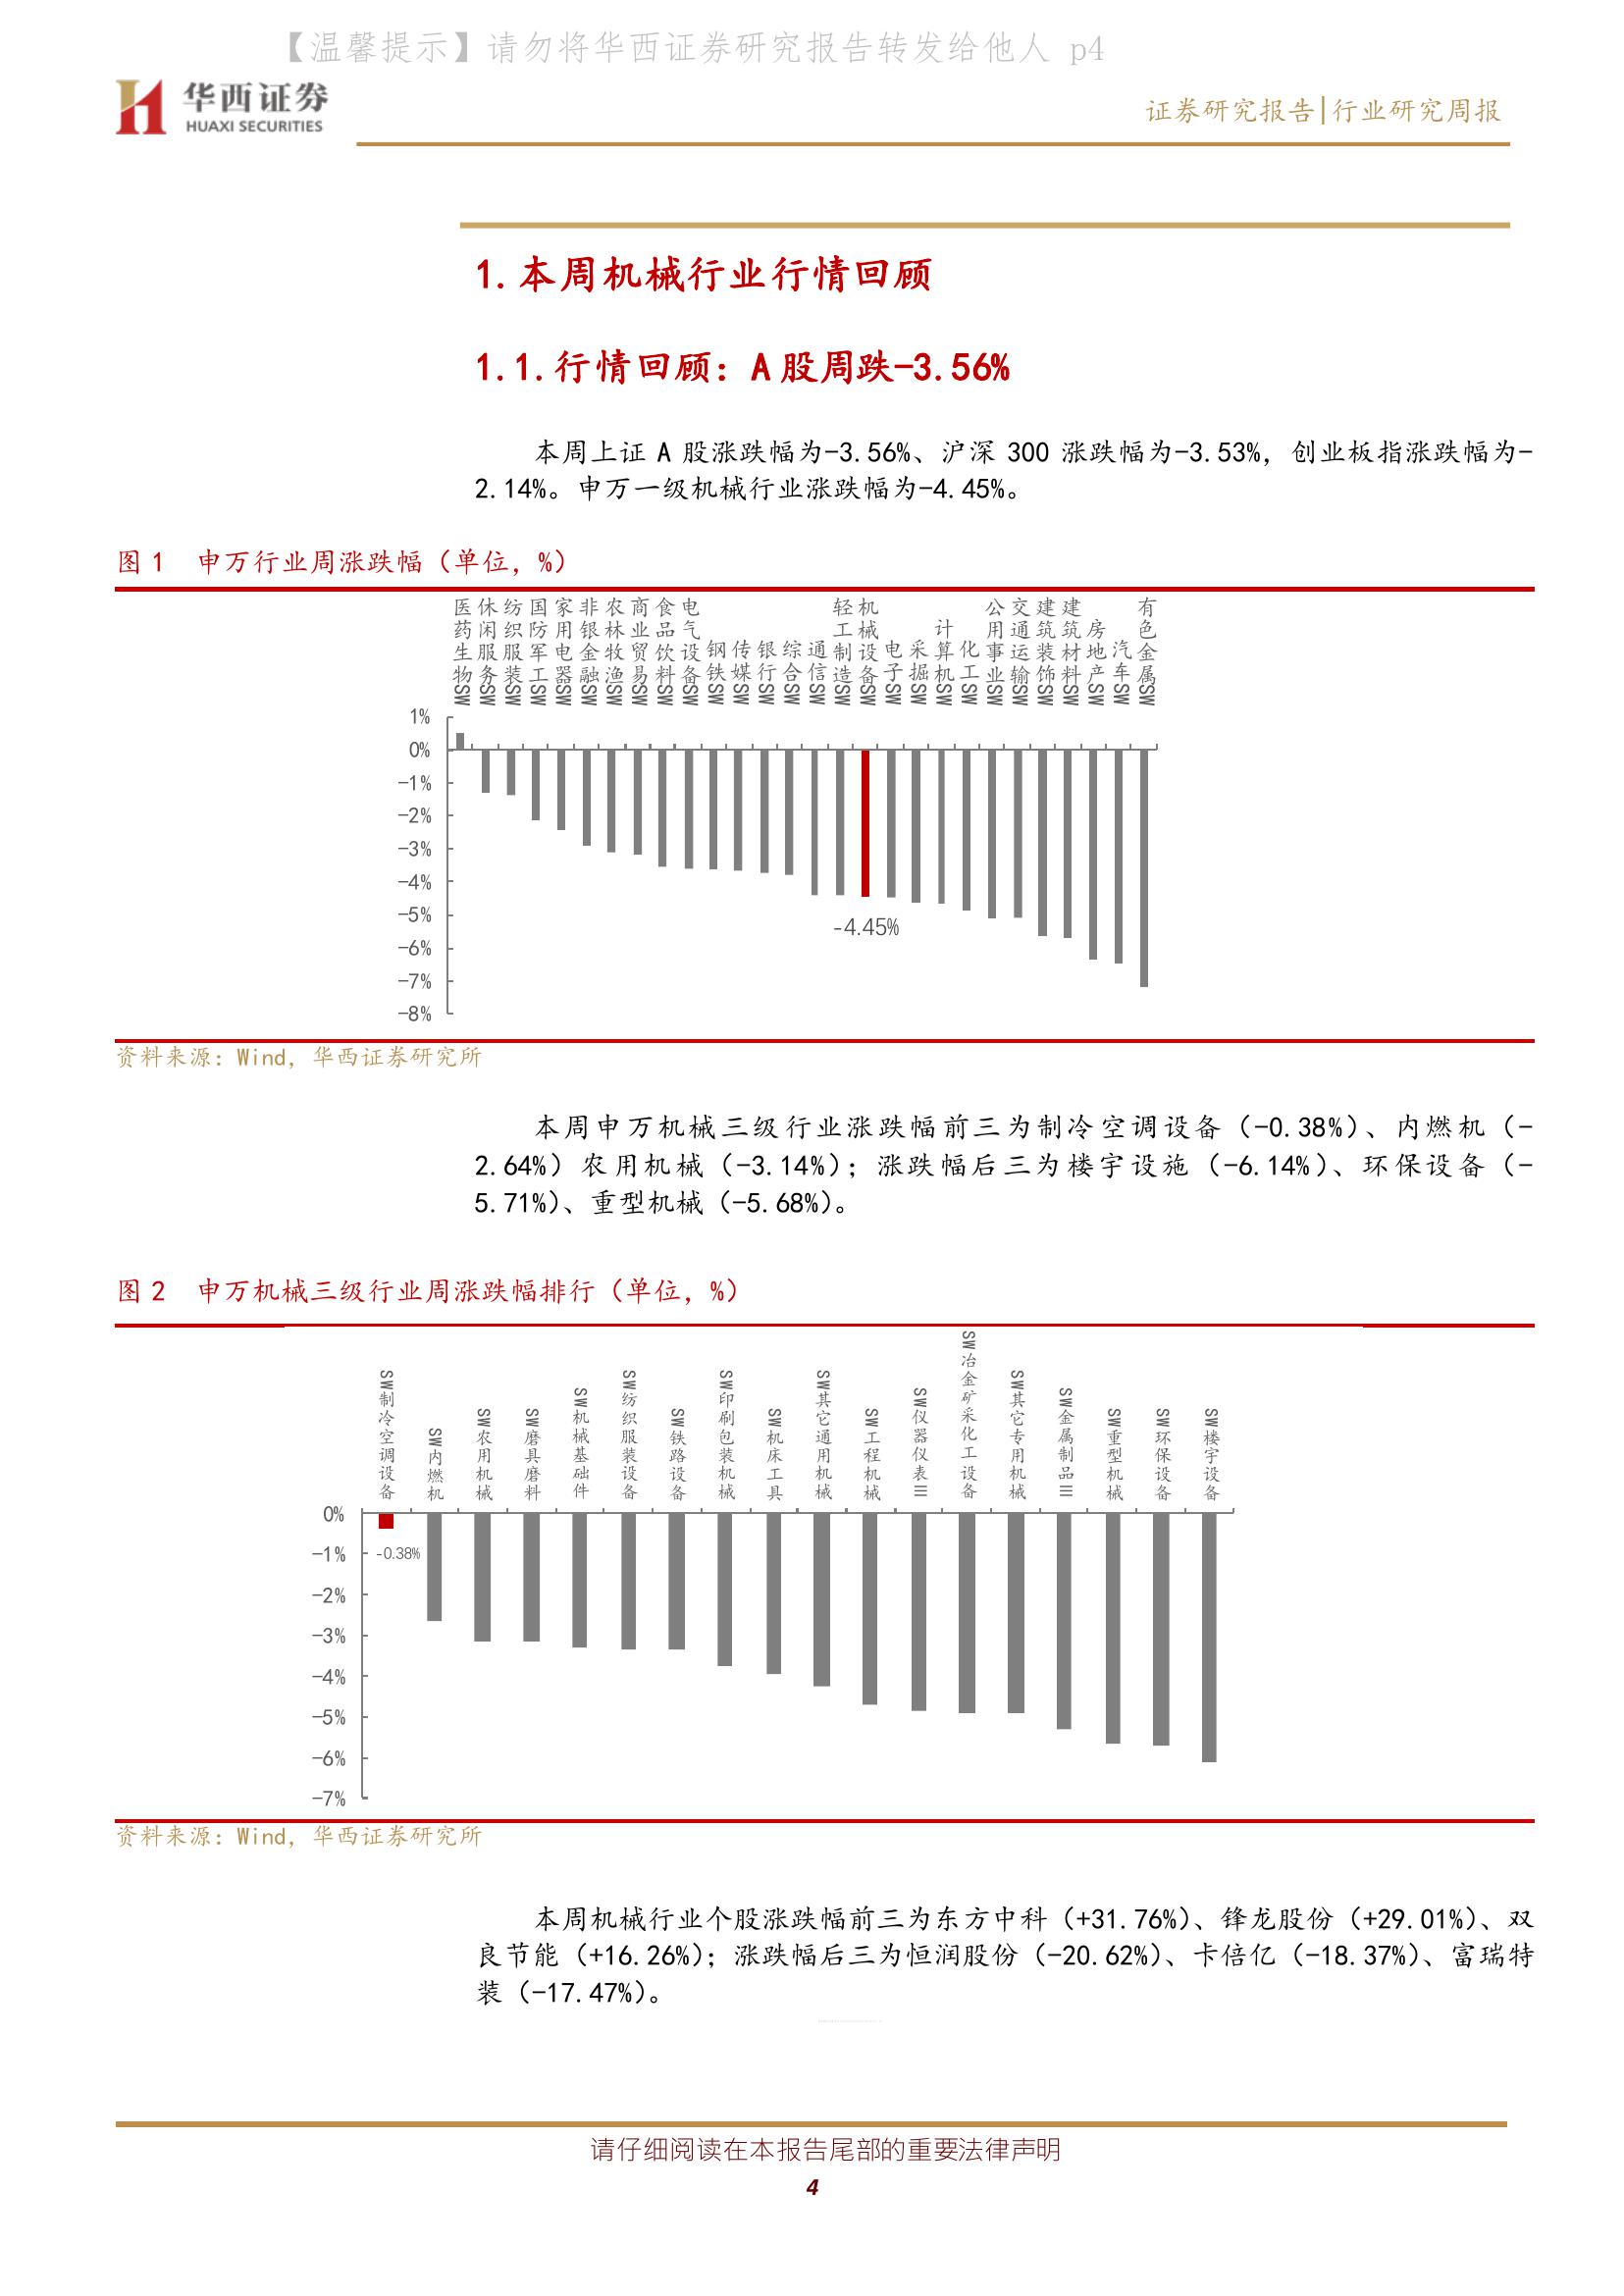 【温馨提示】请勿将华西证券研究报告转发给他人 p4
华西证券
HUAXI SECURITIES
证券研究报告|行业研究周报
1.本周机械行业行情回顾
1.1.行情回顾：A股周跌-3.56%
本周上证 A 股涨跌幅为-3.56%、沪深 300 涨跌幅为-3.53%，创业板指涨跌幅为-
2.14%。申万一级机械行业涨跌幅为-4.45%。
图 1 申万行业周涨跌幅（单位，%）
医药生物SW
休闲服务SW
纺织服装SW
国防军工SW
家用电器SW
非银金融SW
农林牧渔SW
商业贸易SW
食品饮料SW
电气设备SW
钢铁SW
传媒SW
银行SW
综合SW
通信SW
轻工制造SW
机械设备SW
电子SW
采掘SW
计算机SW
化工SW
公用事业SW
交通运输SW
建筑装饰SW
建筑材料SW
房地产SW
汽车SW
有色金属SW
1%
0%
-1%
-2%
-3%
-4%
-5%
-6%
-7%
-8%
-4.45%
资料来源：Wind，华西证券研究所
本周申万机械三级行业涨跌幅前三为制冷空调设备（-0.38%）、内燃机（-
2.64%）农用机械（-3.14%）；涨跌幅后三为楼宇设施（-6.14%）、环保设备（-
5.71%）、重型机械（-5.68%）。
图 2 申万机械三级行业周涨跌幅排行（单位，%）
SW制冷空调设备
SW内燃机
SW农用机械
SW磨具磨料
SW机械基础件
SW纺织服装设备
SW铁路设备
SW印刷包装机械
SW机床工具
SW其它通用机械
SW工程机械
SW仪器仪表III
SW冶金矿采化工设备
SW其它专用机械
SW金属制品III
SW重型机械
SW环保设备
SW楼宇设备
0%
-1%
-2%
-3%
-4%
-5%
-6%
-7%
-0.38%
资料来源：Wind，华西证券研究所
本周机械行业个股涨跌幅前三为东方中科（+31.76%）、锋龙股份（+29.01%）、双
良节能（+16.26%）；涨跌幅后三为恒润股份（-20.62%）、卡倍亿（-18.37%）、富瑞特
装（-17.47%）。
请仔细阅读在本报告尾部的重要法律声明
4